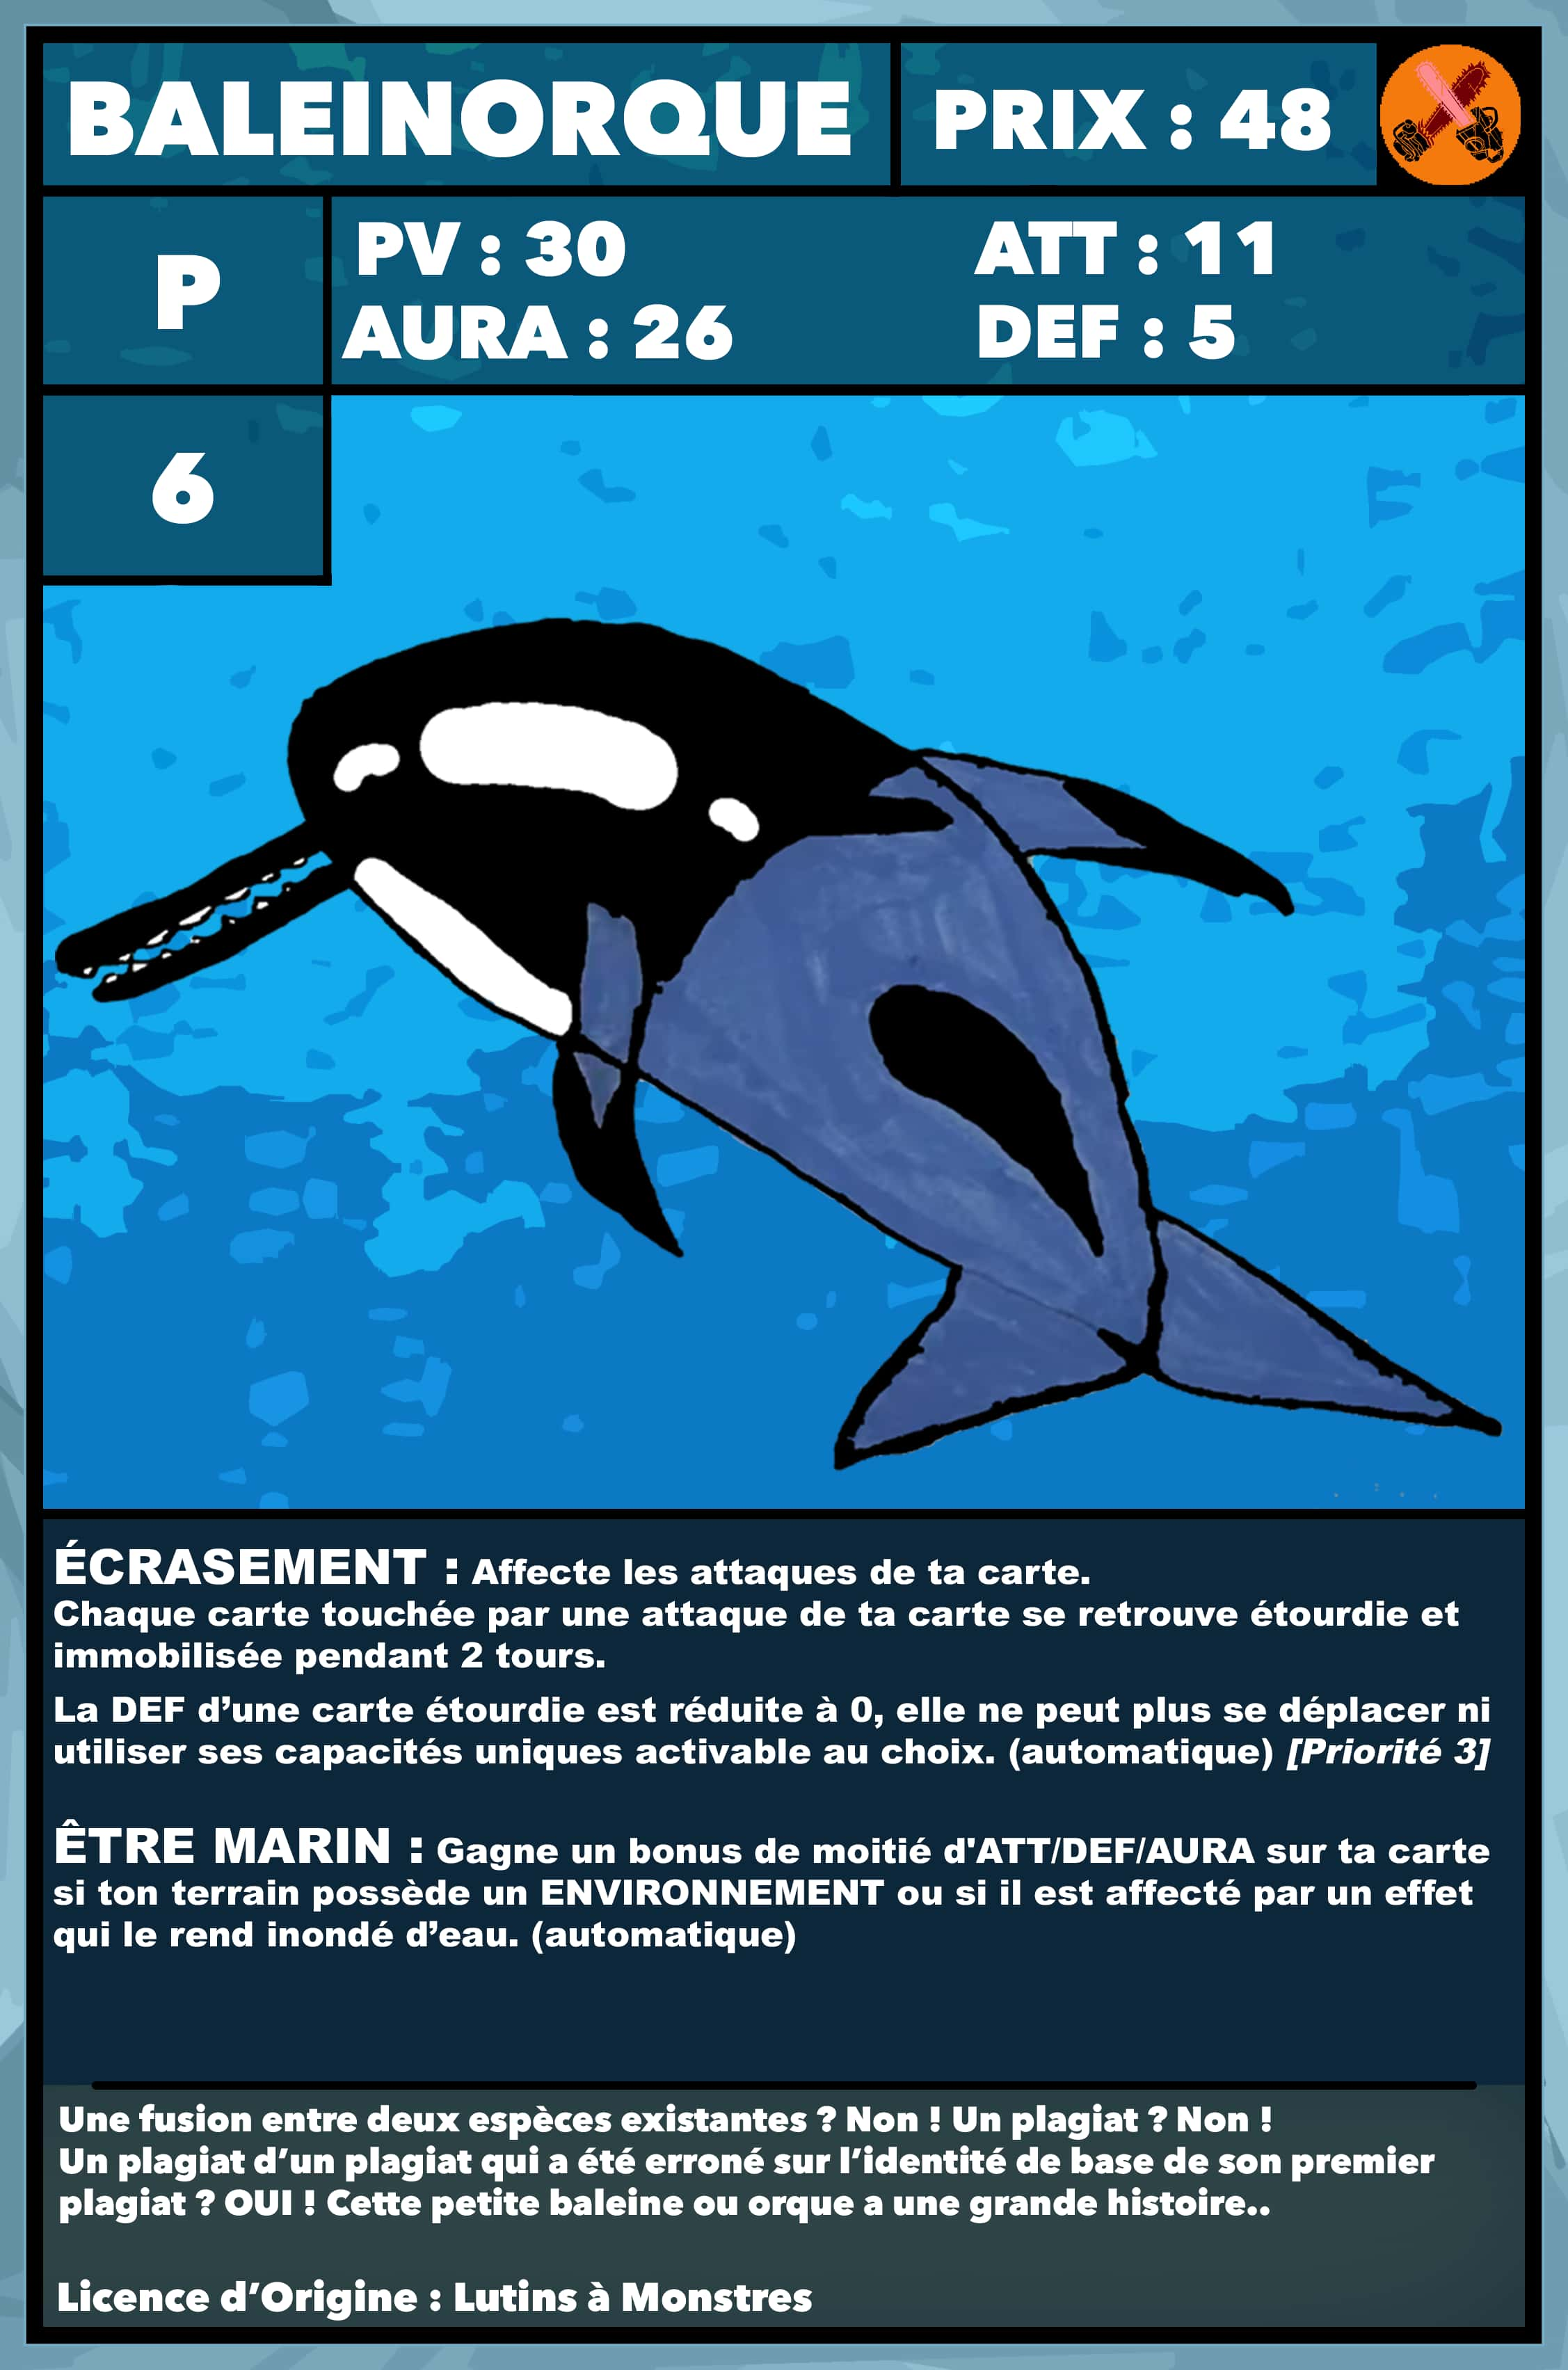 BALEINORQUE
PRIX : 48
P
PV : 30
ATT : 11
AURA : 26
DEF : 5
6
ÉCRASEMENT : Affecte les attaques de ta carte.
Chaque carte touchée par une attaque de ta carte se retrouve étourdie et
immobilisée pendant 2 tours.
La DEF d’une carte étourdie est réduite à 0, elle ne peut plus se déplacer ni
utiliser ses capacités uniques activable au choix. (automatique) [Priorité 3]
ÊTRE MARIN : Gagne un bonus de moitié d'ATT/DEF/AURA sur ta carte
si ton terrain possède un ENVIRONNEMENT ou si il est affecté par un effet
qui le rend inondé d’eau. (automatique)
Une fusion entre deux espèces existantes ? Non ! Un plagiat ? Non !
Un plagiat d’un plagiat qui a été erroné sur l’identité de base de son premier
plagiat ? OUI ! Cette petite baleine ou orque a une grande histoire..
Licence d’Origine : Lutins à Monstres